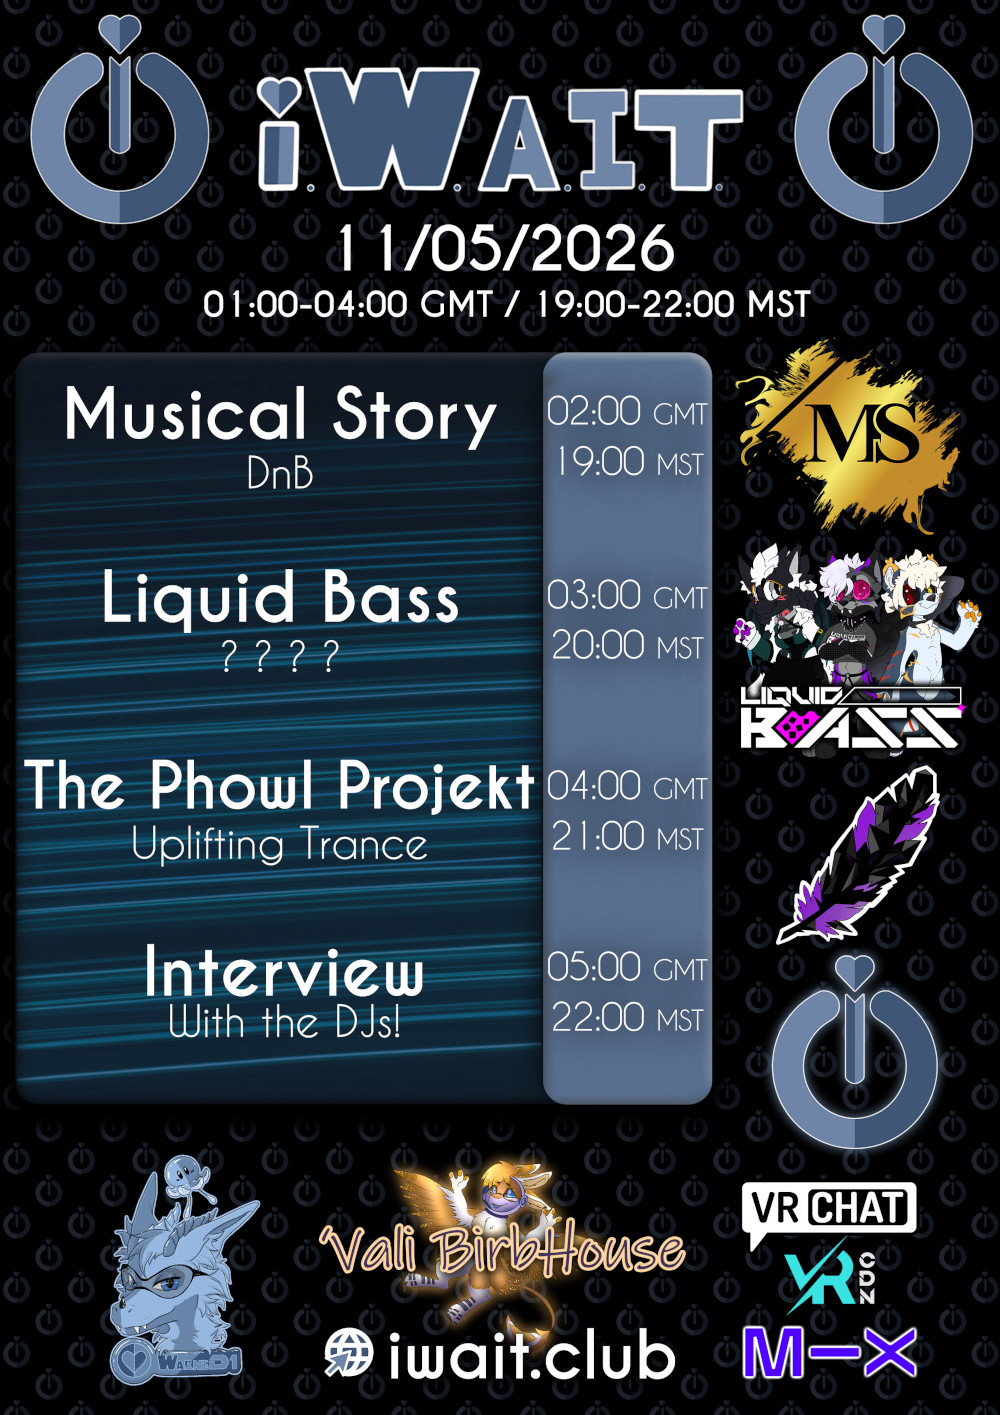 i.W.A.I.T.
11/05/2026
01:00-04:00 GMT / 19:00-22:00 MST
Musical Story
DnB
02:00 GMT
19:00 MST
MS
Liquid Bass
? ? ? ?
03:00 GMT
20:00 MST
LIQUID
BASS
The Phowl Projekt
Uplifting Trance
04:00 GMT
21:00 MST
Interview
With the DJs!
05:00 GMT
22:00 MST
WARNE01
'Vali BirbHouse
iwait.club
VRCHAT
VR CDN
M—X